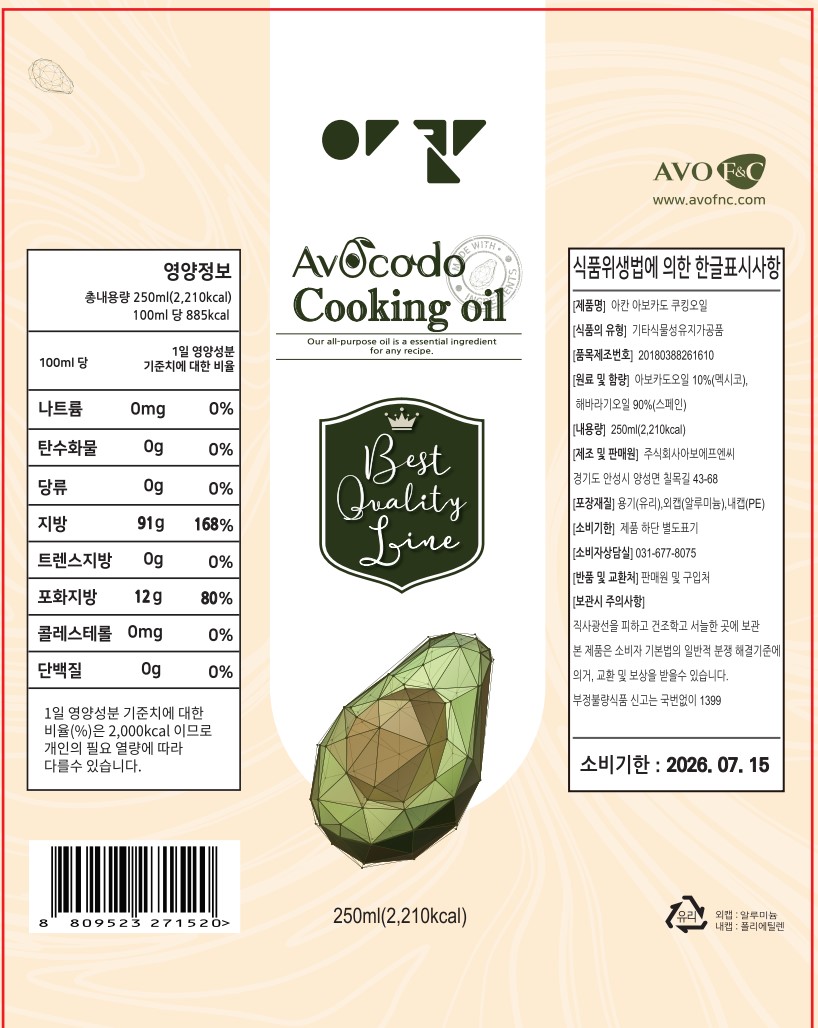 아칸
Avocado
Cooking oil
MADE WITH • INGREDIENTS •
Our all-purpose oil is a essential ingredient
for any recipe.
Best
Quality
Line
250ml(2,210kcal)
영양정보
총내용량 250ml(2,210kcal)
100ml 당 885kcal
100ml 당 1일 영양성분
기준치에 대한 비율
나트륨 0mg 0%
탄수화물 0g 0%
당류 0g 0%
지방 91g 168%
트렌스지방 0g 0%
포화지방 12g 80%
콜레스테롤 0mg 0%
단백질 0g 0%
1일 영양성분 기준치에 대한
비율(%)은 2,000kcal 이므로
개인의 필요 열량에 따라
다를수 있습니다.
8 809523 271520>
AVO F&C
www.avofnc.com
식품위생법에 의한 한글표시사항
[제품명] 아칸 아보카도 쿠킹오일
[식품의 유형] 기타식물성유지가공품
[품목제조번호] 20180388261610
[원료 및 함량] 아보카도오일 10%(멕시코),
해바라기오일 90%(스페인)
[내용량] 250ml(2,210kcal)
[제조 및 판매원] 주식회사아보에프엔씨
경기도 안성시 양성면 칠목길 43-68
[포장재질] 용기(유리),외캡(알루미늄),내캡(PE)
[소비기한] 제품 하단 별도표기
[소비자상담실] 031-677-8075
[반품 및 교환처] 판매원 및 구입처
[보관시 주의사항]
직사광선을 피하고 건조학고 서늘한 곳에 보관
본 제품은 소비자 기본법의 일반적 분쟁 해결기준에
의거, 교환 및 보상을 받을수 있습니다.
부정불량식품 신고는 국번없이 1399
소비기한 : 2026. 07. 15
유리
외캡 : 알루미늄
내캡 : 폴리에틸렌